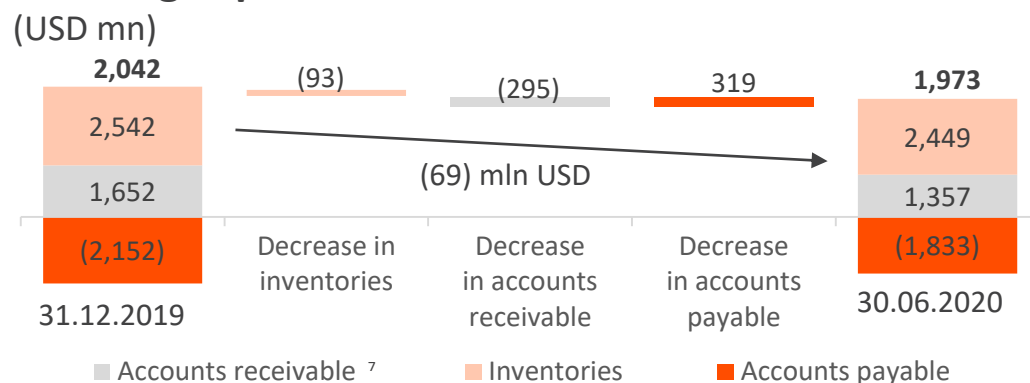 (USD mn)
2,042
(93)
(295)
319
1,973
2,542
2,449
(69) mln USD
1,652
1,357
(2,152)
(1,833)
Decrease in
inventories
Decrease
in accounts
receivable
Decrease
in accounts
payable
31.12.2019
30.06.2020
Accounts receivable 7
Inventories
Accounts payable